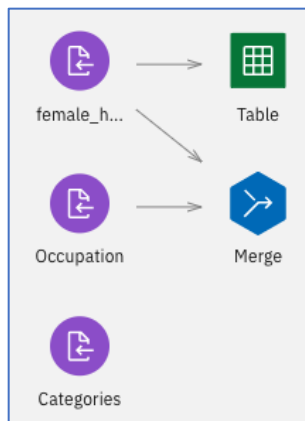 female_h...
Table
Occupation
Merge
Categories